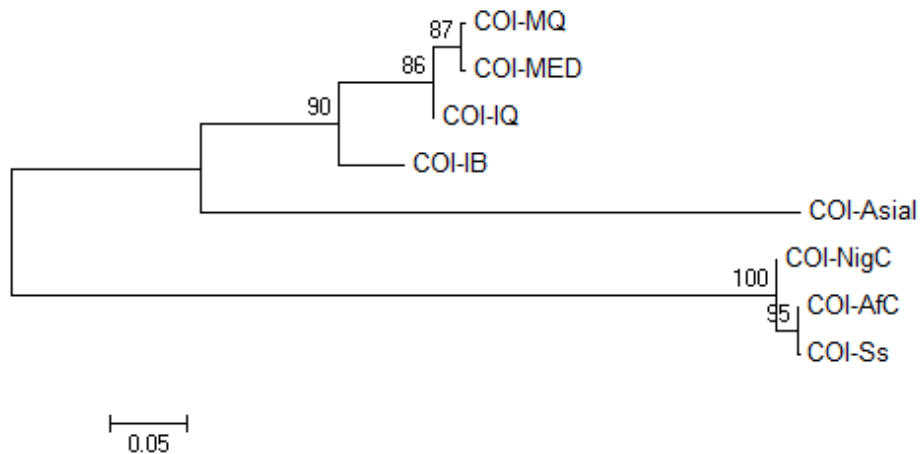 87
COI-MQ
COI-MED
86
COI-IQ
90
COI-IB
COI-Asial
COI-NigC
100
COI-AfC
95
COI-Ss
0.05